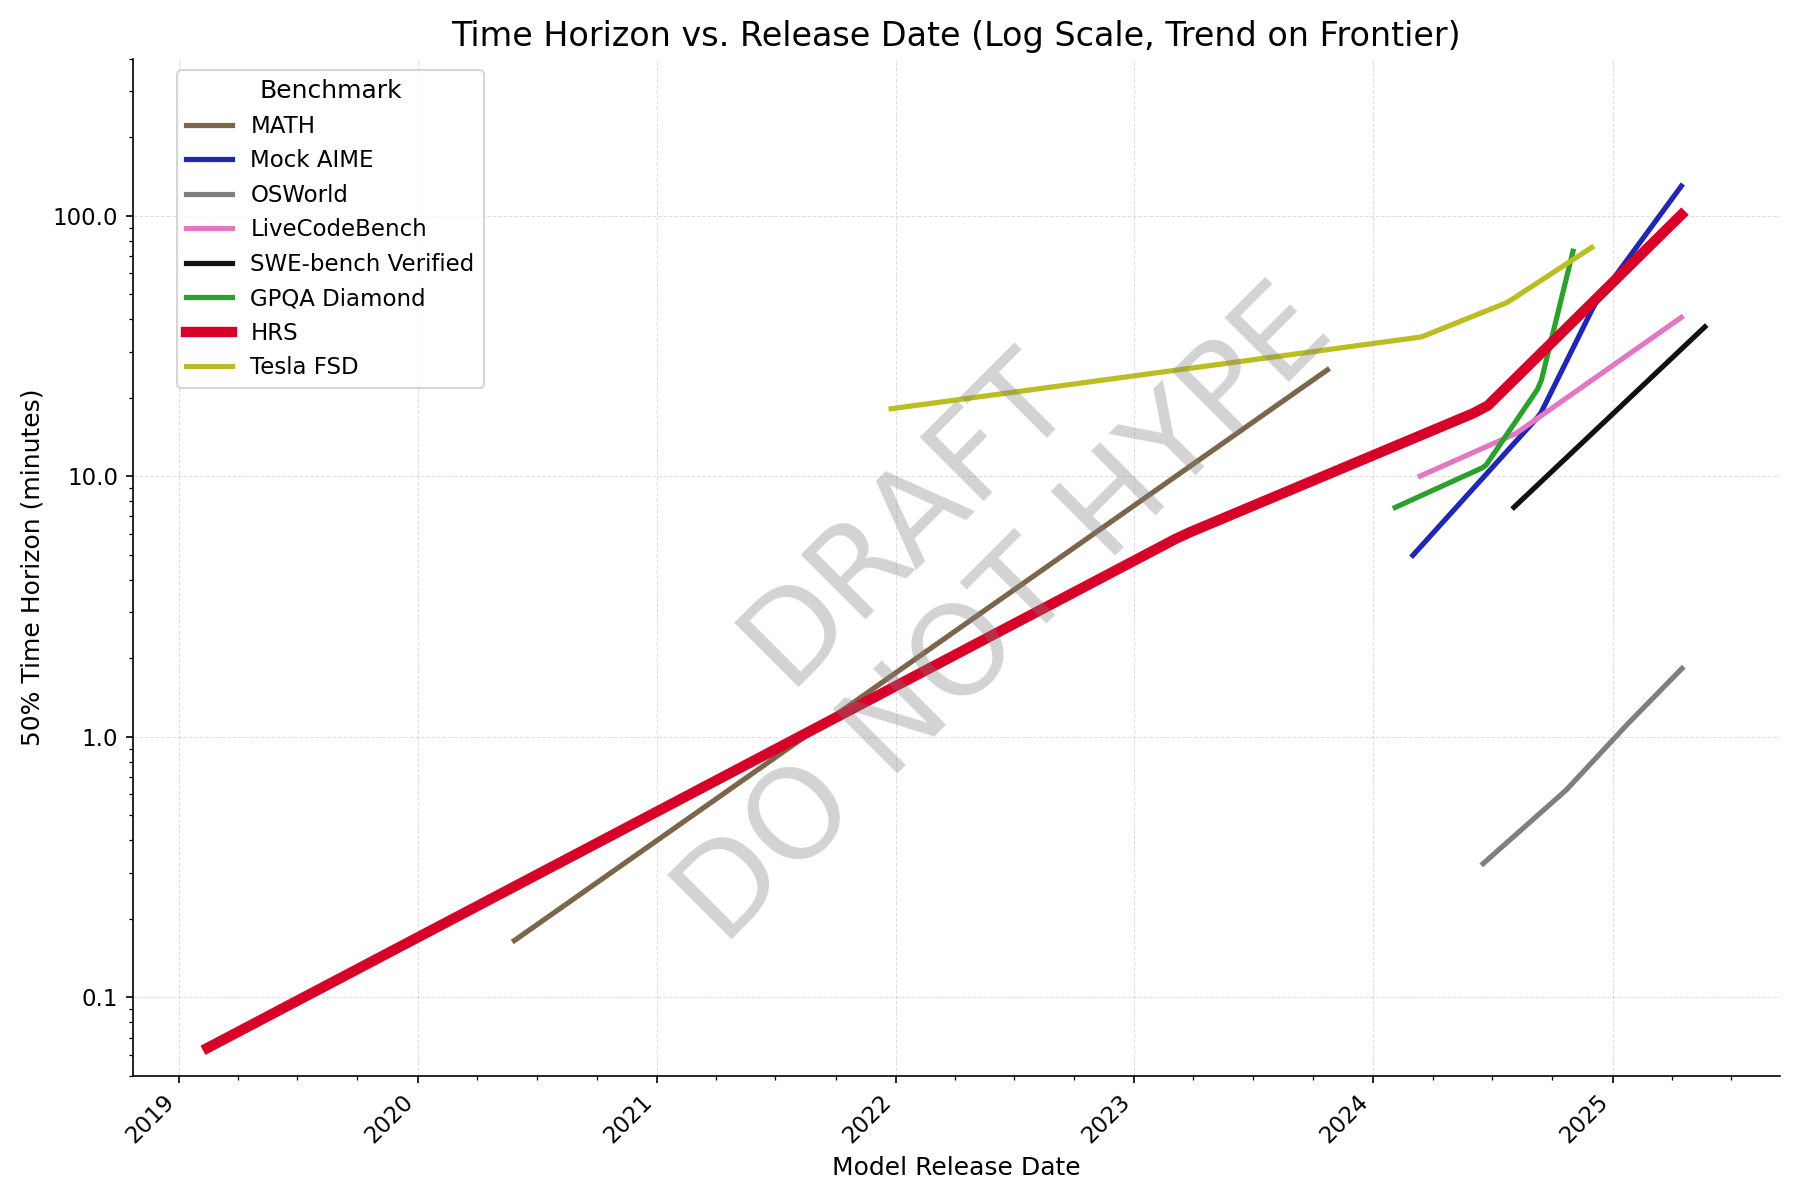 Time Horizon vs. Release Date (Log Scale, Trend on Frontier)
Benchmark
MATH
Mock AIME
OSWorld
LiveCodeBench
SWE-bench Verified
GPQA Diamond
HRS
Tesla FSD
50% Time Horizon (minutes)
100.0
10.0
1.0
0.1
DRAFT
DO NOT HYPE
2019
2020
2021
2022
2023
2024
2025
Model Release Date